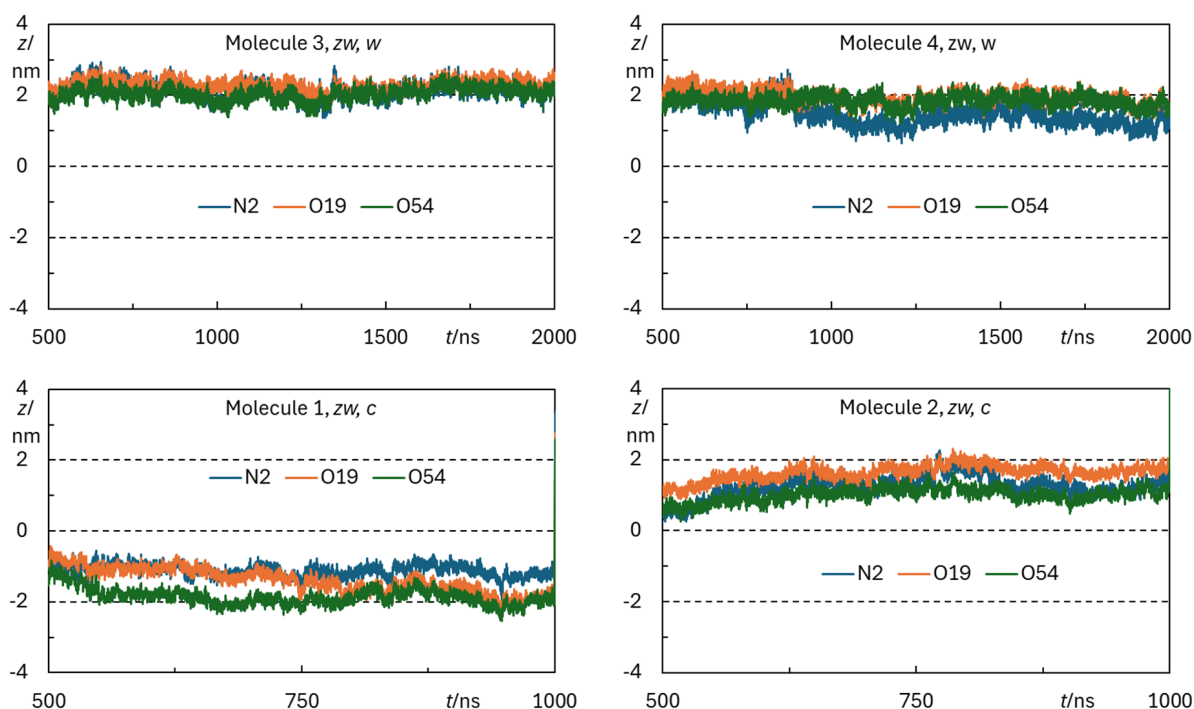 4
z/
nm
2
0
-2
-4
Molecule 3, zw, w
N2 O19 O54
500 1000 1500 t/ns 2000
4
z/
nm
2
0
-2
-4
Molecule 4, zw, w
N2 O19 O54
500 1000 1500 t/ns 2000
4
z/
nm
2
0
-2
-4
Molecule 1, zw, c
N2 O19 O54
500 750 t/ns 1000
4
z/
nm
2
0
-2
-4
Molecule 2, zw, c
N2 O19 O54
500 750 t/ns 1000